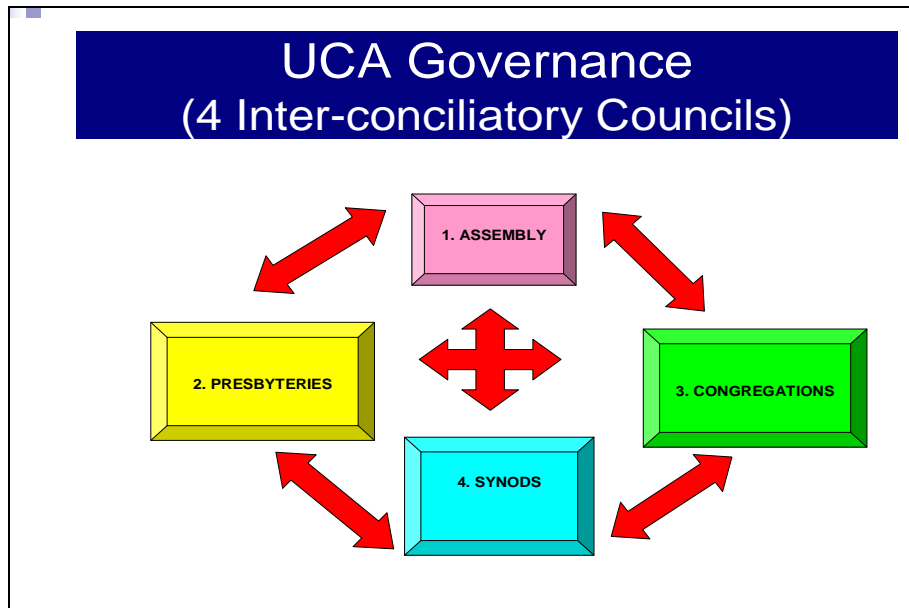 UCA Governance
(4 Inter-conciliatory Councils)
1. ASSEMBLY
2. PRESBYTERIES
3. CONGREGATIONS
4. SYNODS